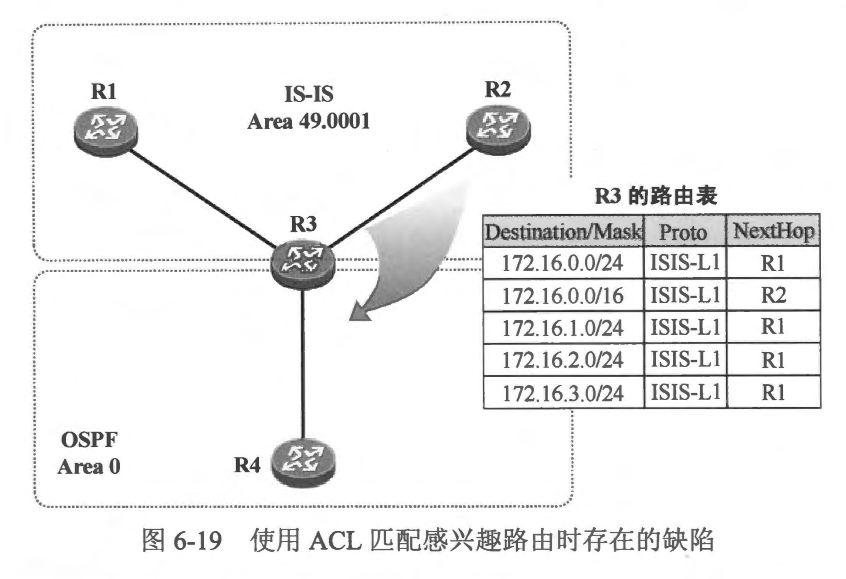 R1
IS-IS
Area 49.0001
R2
R3
R3 的路由表
Destination/Mask Proto NextHop
172.16.0.0/24 ISIS-L1 R1
172.16.0.0/16 ISIS-L1 R2
172.16.1.0/24 ISIS-L1 R1
172.16.2.0/24 ISIS-L1 R1
172.16.3.0/24 ISIS-L1 R1
OSPF
Area 0
R4
图 6-19 使用 ACL 匹配感兴趣路由时存在的缺陷